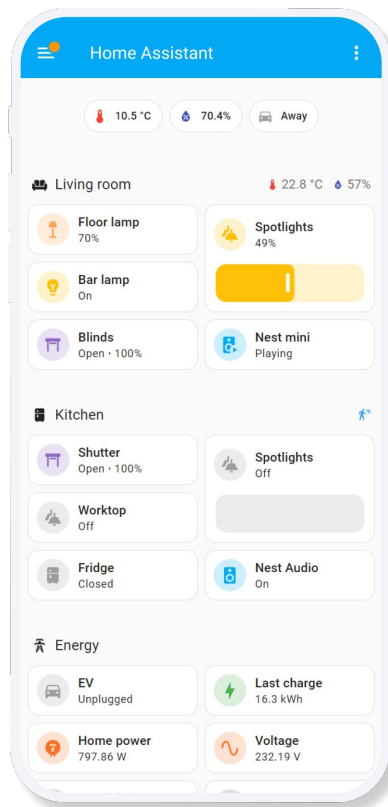 Home Assistant
10.5 °C
70.4%
Away
Living room
22.8 °C
57%
Floor lamp
70%
Spotlights
49%
Bar lamp
On
Blinds
Open · 100%
Nest mini
Playing
Kitchen
Shutter
Open · 100%
Spotlights
Off
Worktop
Off
Fridge
Closed
Nest Audio
On
Energy
EV
Unplugged
Last charge
16.3 kWh
Home power
797.86 W
Voltage
232.19 V